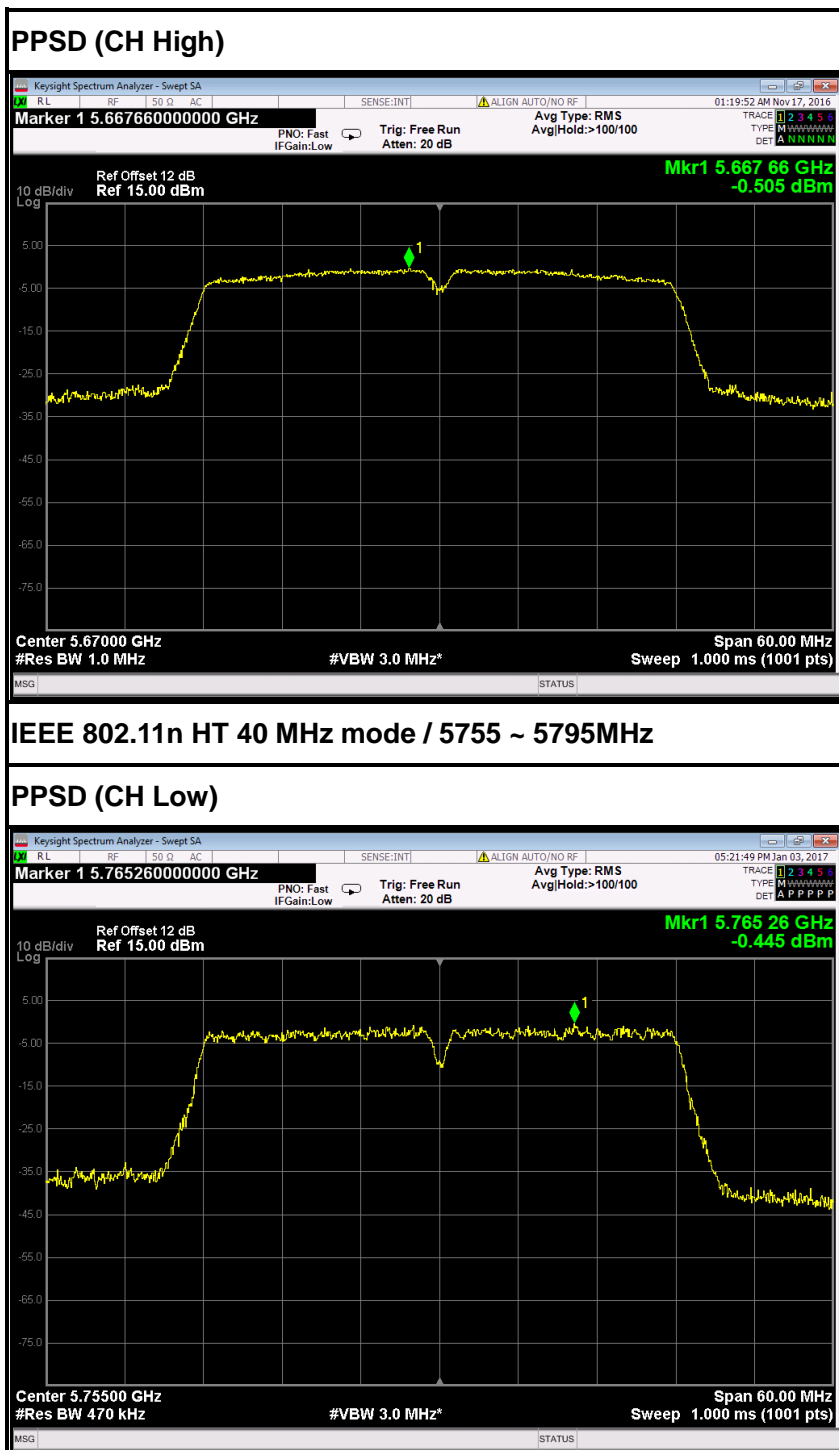 PPSD (CH High)
Keysight Spectrum Analyzer - Swept SA
LXI RL RF 50 Ω AC SENSE:INT ALIGN AUTO/NO RF 01:19:52 AM Nov 17, 2016
Marker 1 5.667660000000 GHz
PNO: Fast
IFGain:Low
Trig: Free Run
Atten: 20 dB
Avg Type: RMS
Avg|Hold:>100/100
TRACE 1 2 3 4 5 6
TYPE M WWWWW
DET A N N N N N
Mkr1 5.667 66 GHz
-0.505 dBm
Ref Offset 12 dB
10 dB/div Ref 15.00 dBm
Log
1
5.00
-5.00
-15.0
-25.0
-35.0
-45.0
-55.0
-65.0
-75.0
Center 5.67000 GHz Span 60.00 MHz
#Res BW 1.0 MHz #VBW 3.0 MHz* Sweep 1.000 ms (1001 pts)
MSG STATUS
IEEE 802.11n HT 40 MHz mode / 5755 ~ 5795MHz
PPSD (CH Low)
Keysight Spectrum Analyzer - Swept SA
LXI RL RF 50 Ω AC SENSE:INT ALIGN AUTO/NO RF 05:21:49 PM Jan 03, 2017
Marker 1 5.765260000000 GHz
PNO: Fast
IFGain:Low
Trig: Free Run
Atten: 20 dB
Avg Type: RMS
Avg|Hold:>100/100
TRACE 1 2 3 4 5 6
TYPE M WWWWW
DET A P P P P P
Mkr1 5.765 26 GHz
-0.445 dBm
Ref Offset 12 dB
10 dB/div Ref 15.00 dBm
Log
1
5.00
-5.00
-15.0
-25.0
-35.0
-45.0
-55.0
-65.0
-75.0
Center 5.75500 GHz Span 60.00 MHz
#Res BW 470 kHz #VBW 3.0 MHz* Sweep 1.000 ms (1001 pts)
MSG STATUS